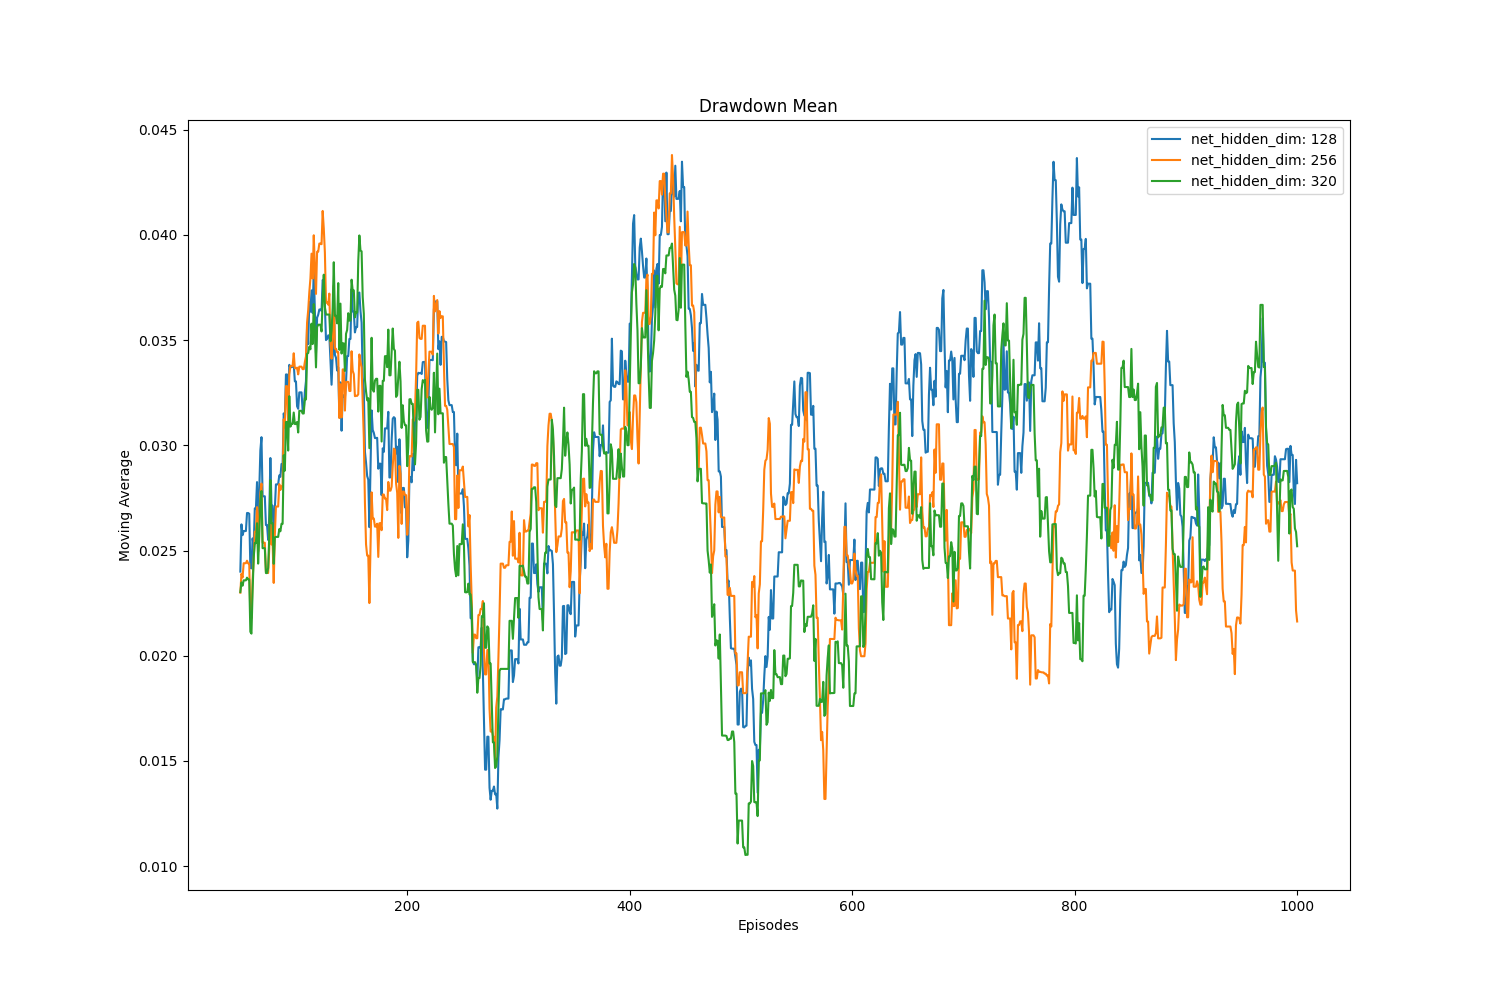 Drawdown Mean
net_hidden_dim: 128
net_hidden_dim: 256
net_hidden_dim: 320
0.045
0.040
0.035
0.030
0.025
0.020
0.015
0.010
Moving Average
200
400
600
800
1000
Episodes